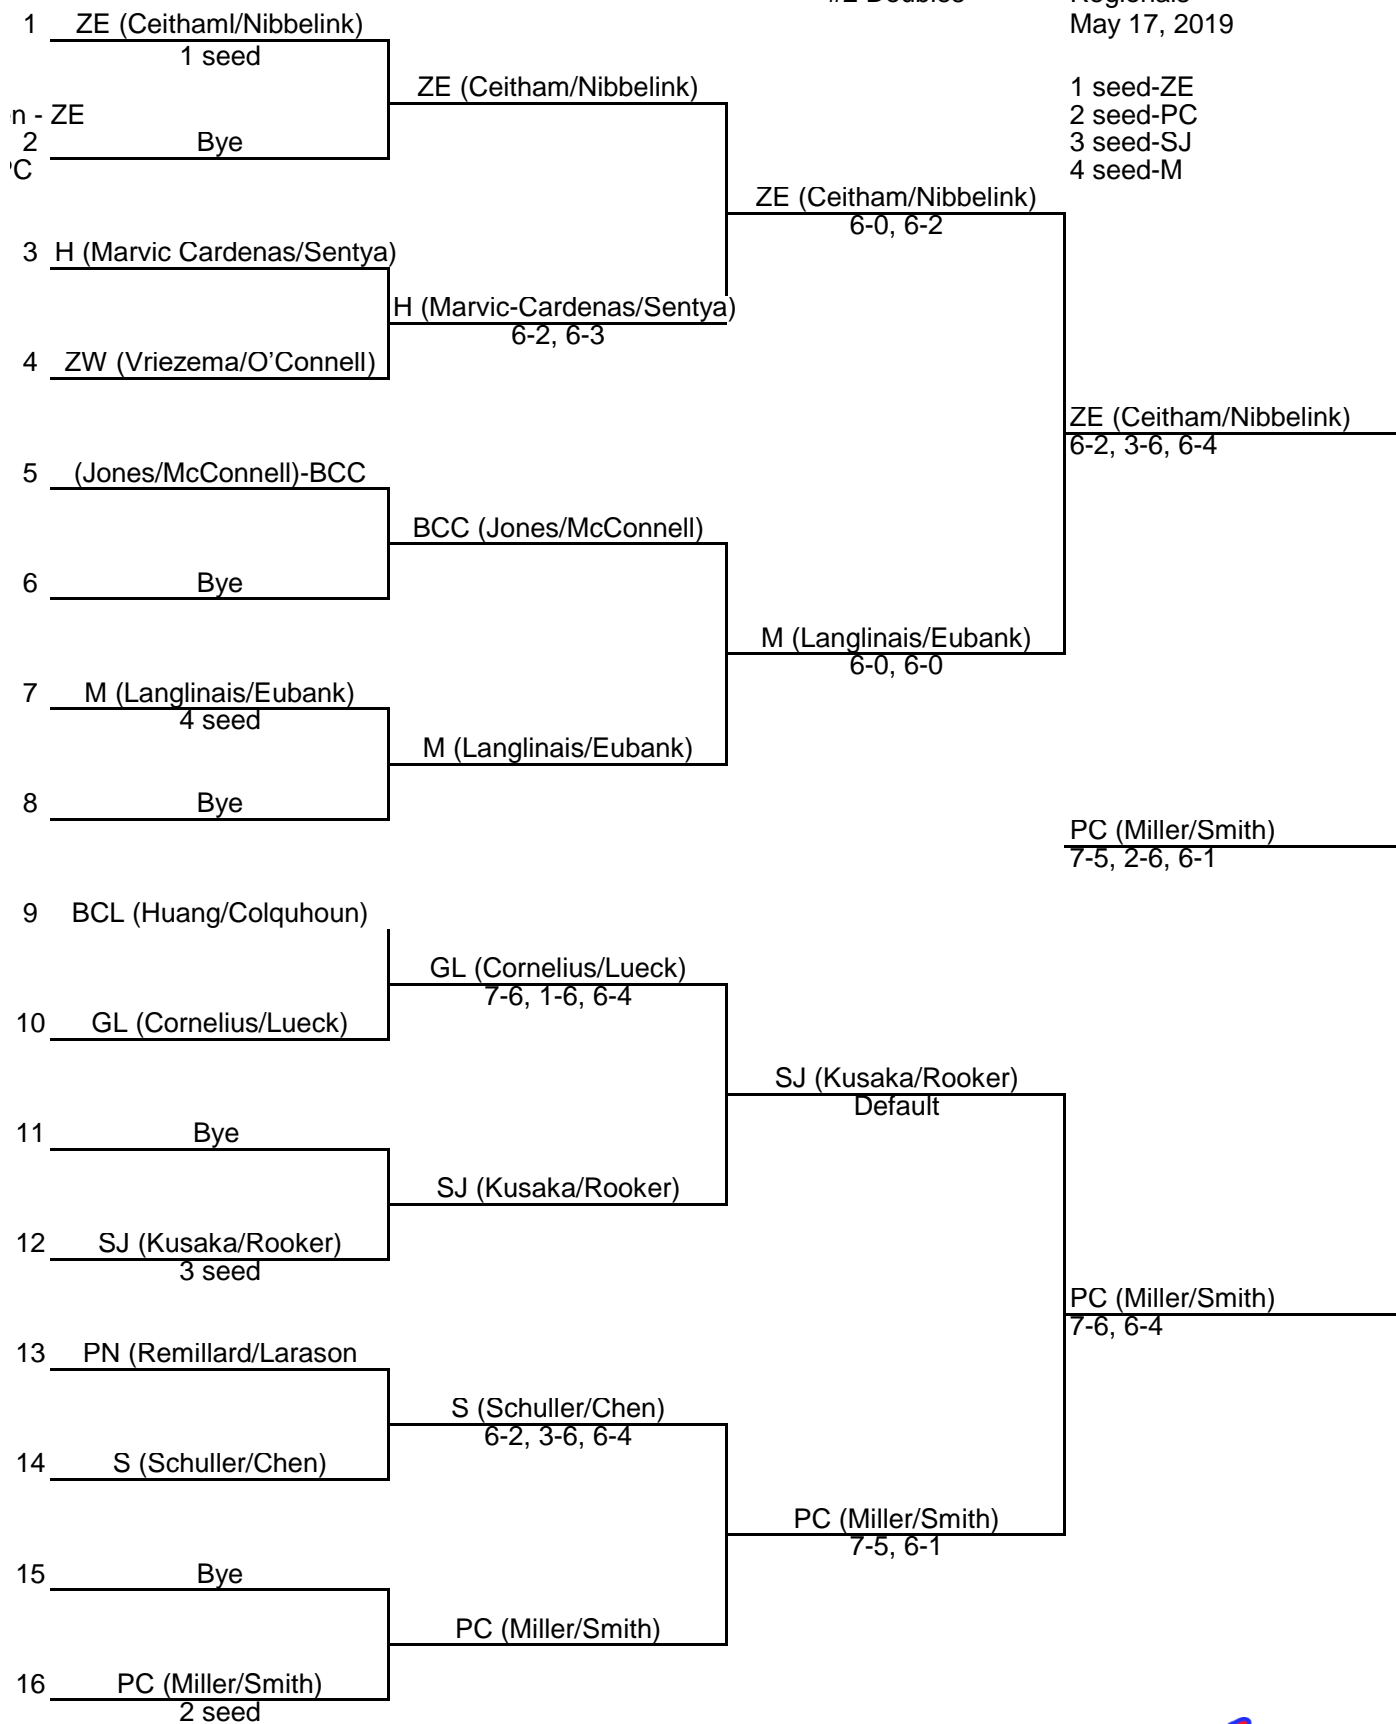 Doubles
Regionals
May 17, 2019
1 seed-ZE
2 seed-PC
3 seed-SJ
4 seed-M
1 ZE (Ceithaml/Nibbelink)
1 seed
ZE (Ceitham/Nibbelink)
n - ZE
2 Bye
PC
ZE (Ceitham/Nibbelink)
6-0, 6-2
3 H (Marvic Cardenas/Sentya)
H (Marvic-Cardenas/Sentya)
6-2, 6-3
4 ZW (Vriezema/O’Connell)
ZE (Ceitham/Nibbelink)
6-2, 3-6, 6-4
5 (Jones/McConnell)-BCC
BCC (Jones/McConnell)
6 Bye
M (Langlinais/Eubank)
6-0, 6-0
7 M (Langlinais/Eubank)
4 seed
M (Langlinais/Eubank)
8 Bye
PC (Miller/Smith)
7-5, 2-6, 6-1
9 BCL (Huang/Colquhoun)
GL (Cornelius/Lueck)
7-6, 1-6, 6-4
10 GL (Cornelius/Lueck)
SJ (Kusaka/Rooker)
Default
11 Bye
SJ (Kusaka/Rooker)
12 SJ (Kusaka/Rooker)
3 seed
PC (Miller/Smith)
7-6, 6-4
13 PN (Remillard/Larason
S (Schuller/Chen)
6-2, 3-6, 6-4
14 S (Schuller/Chen)
PC (Miller/Smith)
7-5, 6-1
15 Bye
PC (Miller/Smith)
16 PC (Miller/Smith)
2 seed